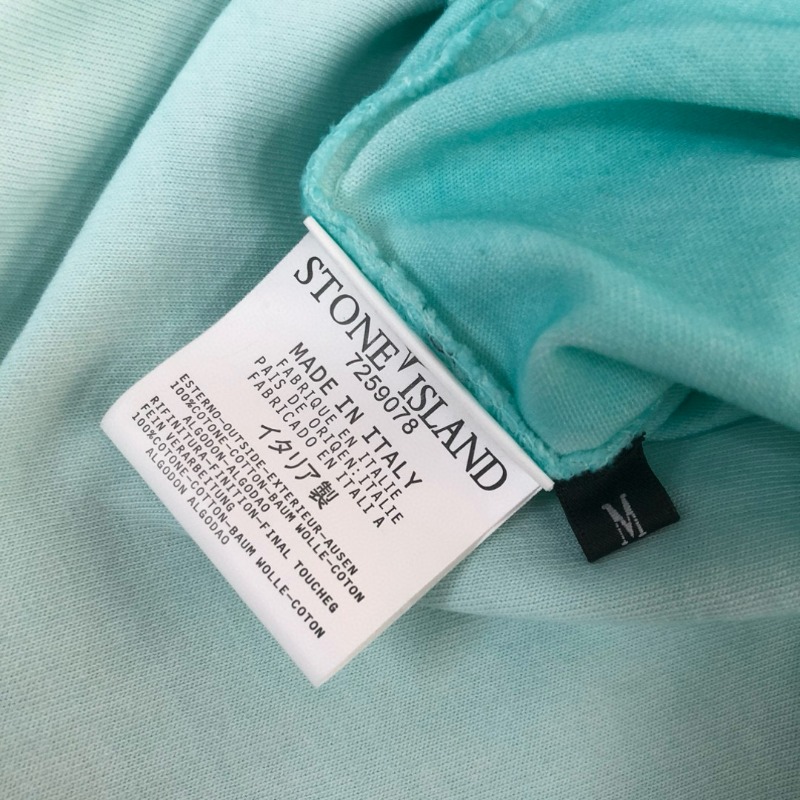 STONE ISLAND
7259078
MADE IN ITALY
FABRIQUE EN ITALIE
PAIS DE ORIQEN:ITALIE
FABRICADO EN ITALI A
イタリア製
ESTERNO-OUTSIDE-EXTERIEUR-AUSEN
100%COTONE-COTTON-BAUM WOLLE-COTON
ALGODON-ALGODAO
RIFINITURA-FINITION-FINAL TOUCHEG
FEIN VERARBEITUNG
100%COTONE-COTTON-BAUM WOLLE-COTON
ALGODON ALGODAO
M